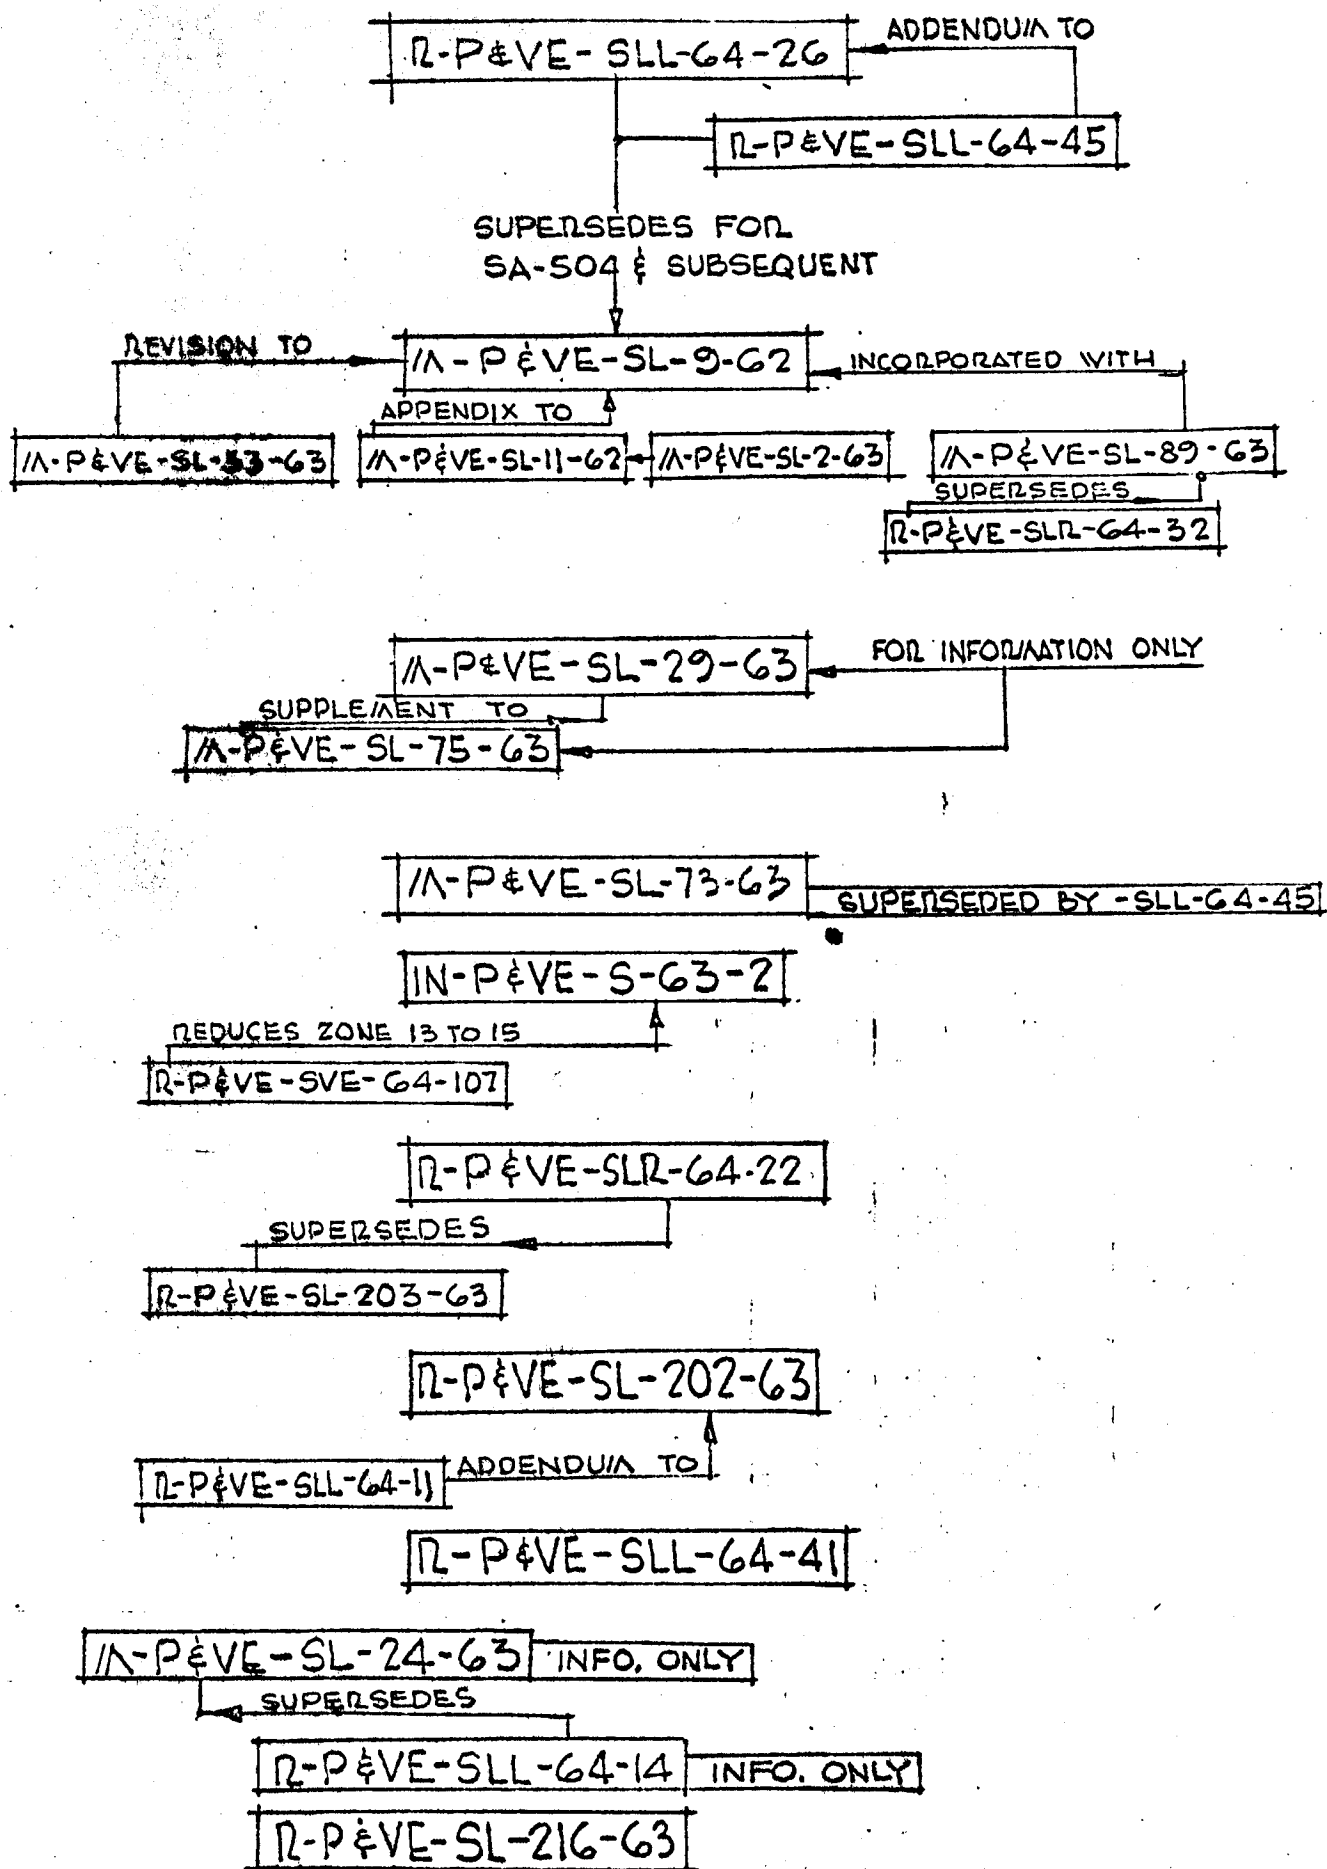 R-P&VE-SLL-64-26
ADDENDUM TO
R-P&VE-SLL-64-45
SUPERSEDES FOR
SA-504 & SUBSEQUENT
REVISION TO
M-P&VE-SL-9-62
INCORPORATED WITH
APPENDIX TO
M-P&VE-SL-53-63
M-P&VE-SL-11-62
M-P&VE-SL-2-63
M-P&VE-SL-89-63
SUPERSEDES
R-P&VE-SLR-64-32
M-P&VE-SL-29-63
FOR INFORMATION ONLY
SUPPLEMENT TO
M-P&VE-SL-75-63
M-P&VE-SL-73-63
SUPERSEDED BY -SLL-64-45
IN-P&VE-S-63-2
REDUCES ZONE 13 TO 15
R-P&VE-SVE-64-107
R-P&VE-SLR-64-22
SUPERSEDES
R-P&VE-SL-203-63
R-P&VE-SL-202-63
R-P&VE-SLL-64-11
ADDENDUM TO
R-P&VE-SLL-64-41
M-P&VE-SL-24-63
INFO. ONLY
SUPERSEDES
R-P&VE-SLL-64-14
INFO. ONLY
R-P&VE-SL-216-63